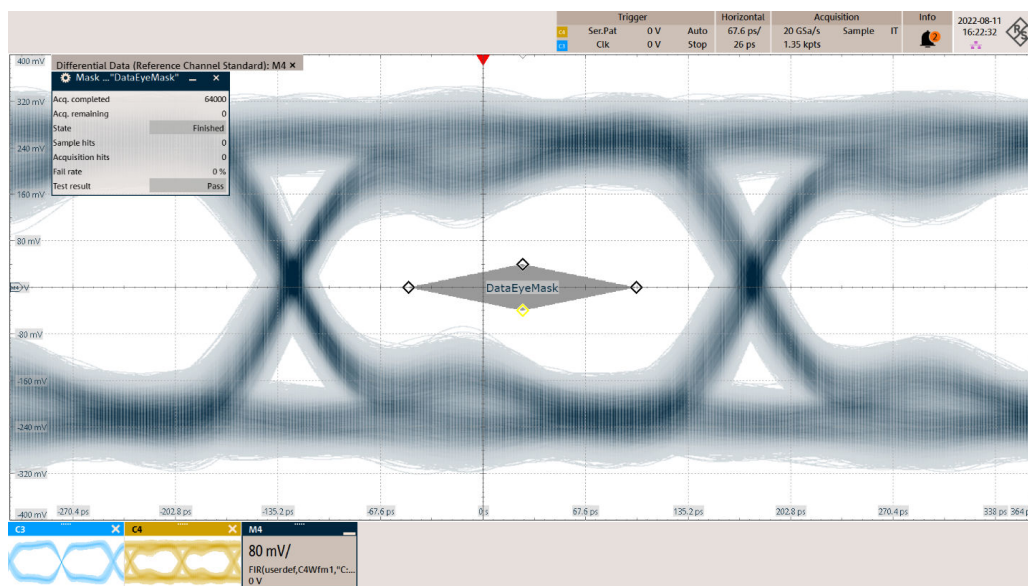 Trigger Horizontal Acquisition Info 2022-08-11
C4 Ser.Pat 0 V Auto 67.6 ps/ 20 GSa/s Sample IT 2 16:22:32
C3 Clk 0 V Stop 26 ps 1.35 kpts
R&S
400 mV
Differential Data (Reference Channel Standard): M4 ×
Mask ..."DataEyeMask" – ×
Acq. completed 64000
Acq. remaining 0
State Finished
Sample hits 0
Acquisition hits 0
Fail rate 0 %
Test result Pass
320 mV
240 mV
160 mV
80 mV
M4 V
DataEyeMask
-80 mV
-160 mV
-240 mV
-320 mV
-400 mV
-270.4 ps -202.8 ps -135.2 ps -67.6 ps 0s 67.6 ps 135.2 ps 202.8 ps 270.4 ps 338 ps 364 ps
C3 C4 M4
80 mV/
FIR(userdef,C4Wfm1,"C:...
0 V